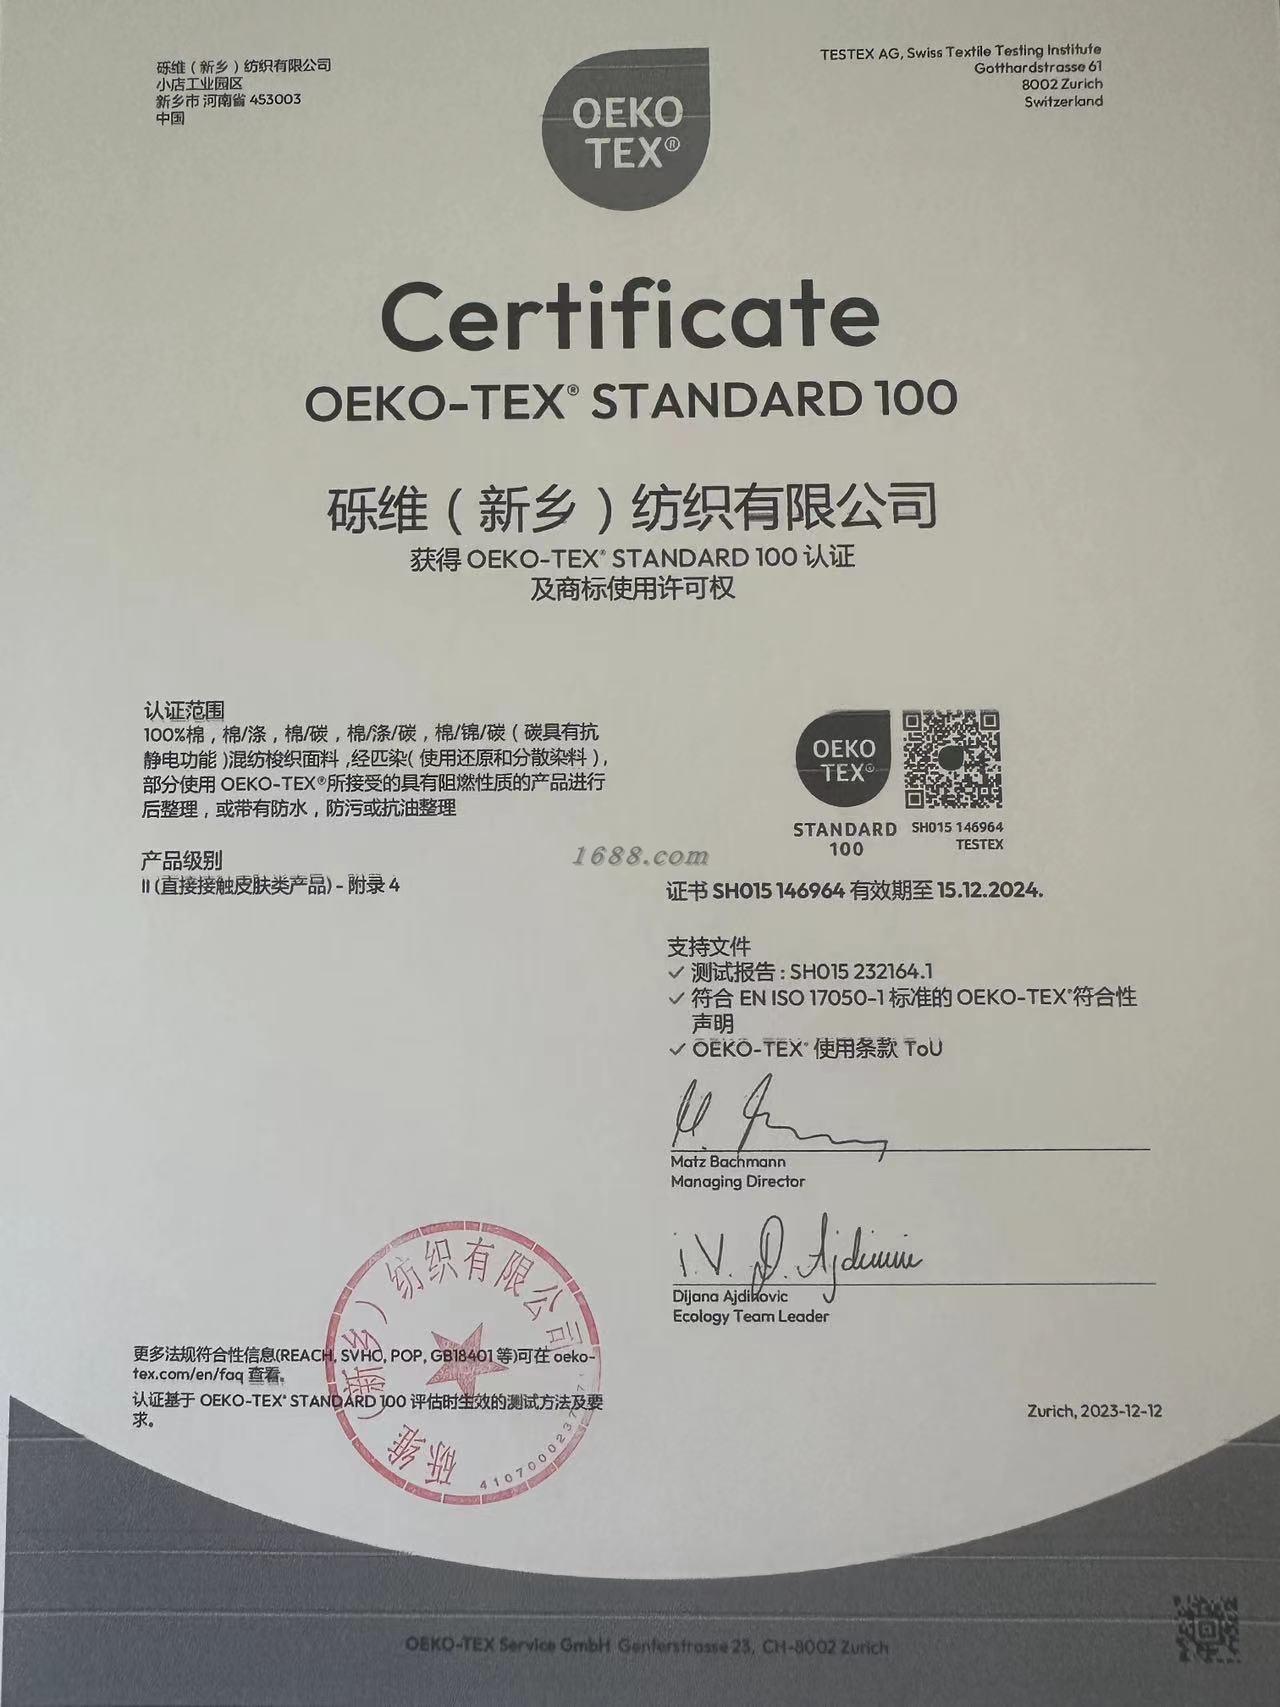 砾维（新乡）纺织有限公司
小店工业园区
新乡市 河南省 453003
中国
TESTEX AG, Swiss Textile Testing Institute
Gotthardstrasse 61
8002 Zurich
Switzerland
OEKO
TEX®
Certificate
OEKO-TEX® STANDARD 100
砾维（新乡）纺织有限公司
获得 OEKO-TEX® STANDARD 100 认证
及商标使用许可权
认证范围
100%棉，棉/涤，棉/碳，棉/涤/碳，棉/锦/碳（碳具有抗
静电功能）混纺梭织面料，经匹染（使用还原和分散染料），
部分使用 OEKO-TEX®所接受的具有阻燃性质的产品进行
后整理，或带有防水，防污或抗油整理
产品级别
II (直接接触皮肤类产品) - 附录 4
OEKO
TEX®
STANDARD
100
SH015 146964
TESTEX
1688.com
证书 SH015 146964 有效期至 15.12.2024.
支持文件
✓ 测试报告 : SH015 232164.1
✓ 符合 EN ISO 17050-1 标准的 OEKO-TEX®符合性
声明
✓ OEKO-TEX® 使用条款 ToU
Matz Bachmann
Managing Director
i.V. D. Ajdinovic
Dijana Ajdinovic
Ecology Team Leader
砾维（新乡）纺织有限公司
更多法规符合性信息(REACH, SVHC, POP, GB18401 等)可在 oeko-
tex.com/en/faq 查看。
认证基于 OEKO-TEX® STANDARD 100 评估时生效的测试方法及要
求。
Zurich, 2023-12-12
OEKO-TEX Service GmbH Genferstrasse 23, CH-8002 Zurich